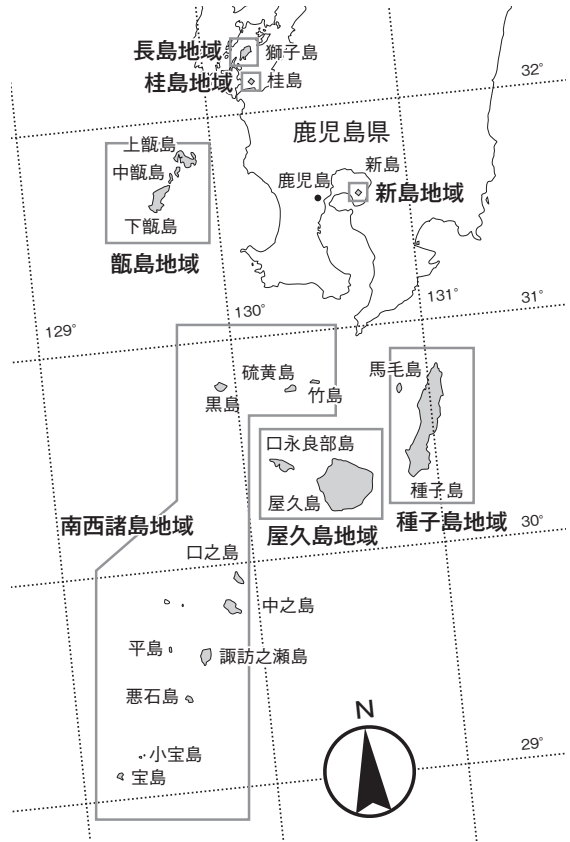 長島地域
獅子島
桂島地域
桂島
32°
鹿児島県
上甑島
中甑島
新島
鹿児島
新島地域
下甑島
甑島地域
129°
130°
131°
31°
硫黄島
竹島
黒島
馬毛島
口永良部島
屋久島
種子島
南西諸島地域
屋久島地域
種子島地域
30°
口之島
中之島
平島
諏訪之瀬島
悪石島
N
29°
小宝島
宝島